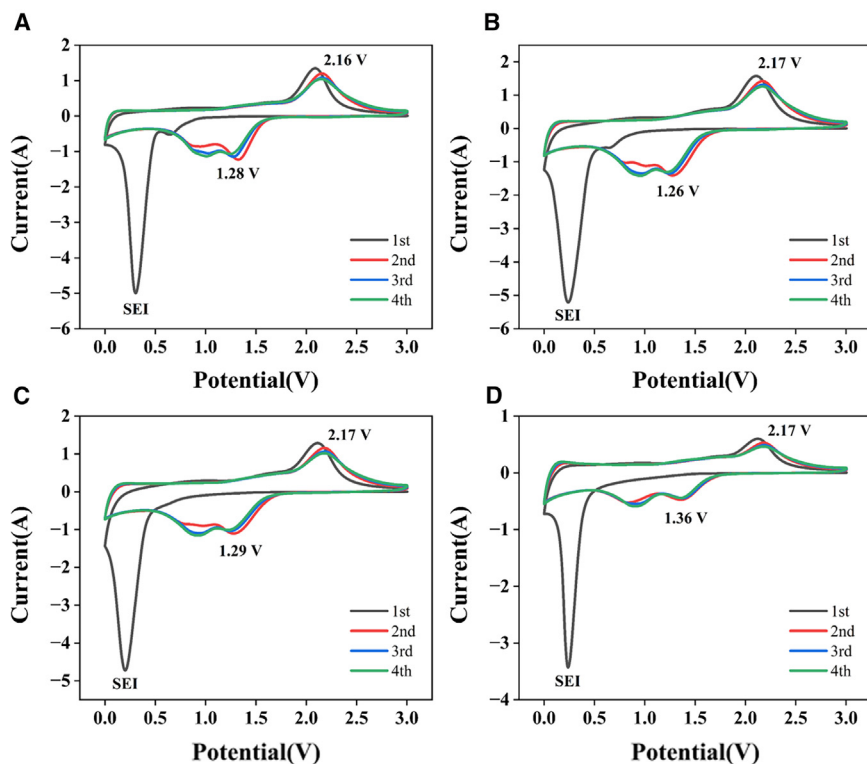 A
2
1
0
−1
−2
−3
−4
−5
−6
Current(A)
2.16 V
1.28 V
SEI
1st
2nd
3rd
4th
0.0 0.5 1.0 1.5 2.0 2.5 3.0
Potential(V)
B
2
1
0
−1
−2
−3
−4
−5
−6
Current(A)
2.17 V
1.26 V
SEI
1st
2nd
3rd
4th
0.0 0.5 1.0 1.5 2.0 2.5 3.0
Potential(V)
C
2
1
0
−1
−2
−3
−4
−5
Current(A)
2.17 V
1.29 V
SEI
1st
2nd
3rd
4th
0.0 0.5 1.0 1.5 2.0 2.5 3.0
Potential(V)
D
1
0
−1
−2
−3
−4
Current(A)
2.17 V
1.36 V
SEI
1st
2nd
3rd
4th
0.0 0.5 1.0 1.5 2.0 2.5 3.0
Potential(V)